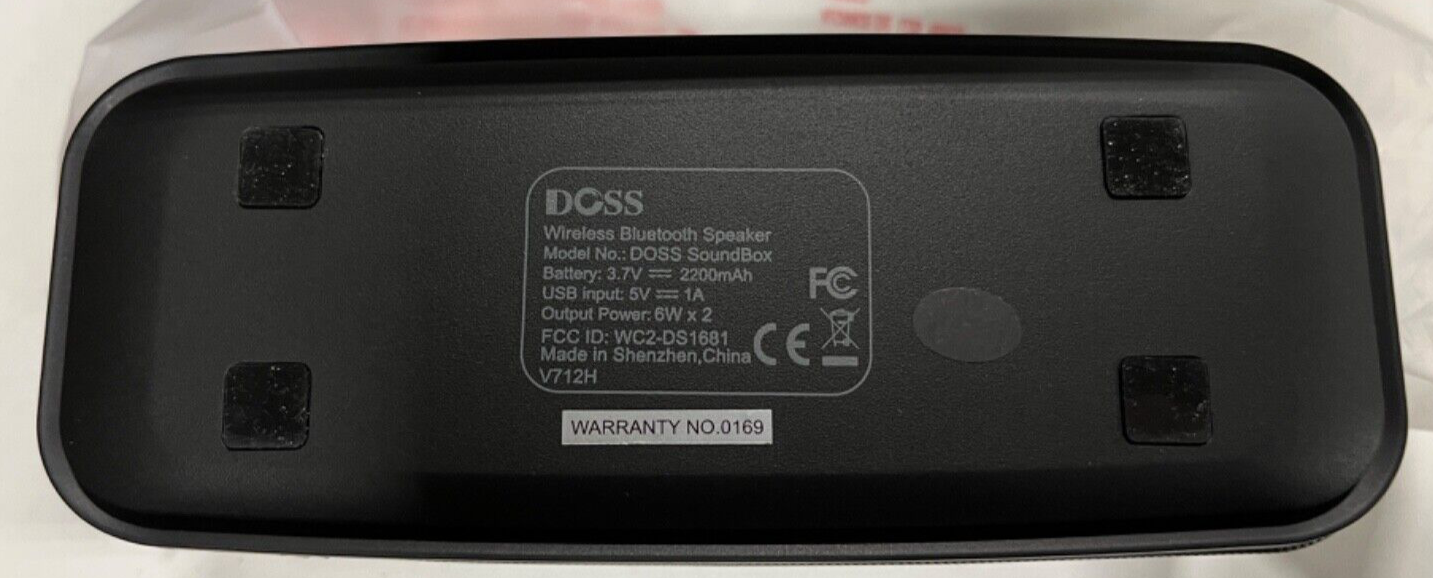 DOSS
Wireless Bluetooth Speaker
Model No.: DOSS SoundBox
Battery: 3.7V ⎓ 2200mAh
USB input: 5V ⎓ 1A
Output Power: 6W x 2
FCC ID: WC2-DS1681
Made in Shenzhen,China
V712H
FC
CE
WARRANTY NO.0169